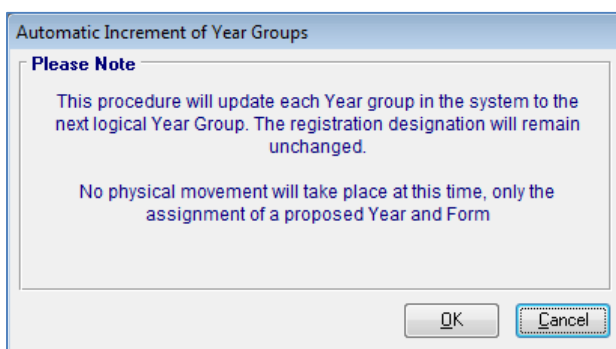 Automatic Increment of Year Groups
Please Note
This procedure will update each Year group in the system to the
next logical Year Group. The registration designation will remain
unchanged.
No physical movement will take place at this time, only the
assignment of a proposed Year and Form
OK
Cancel